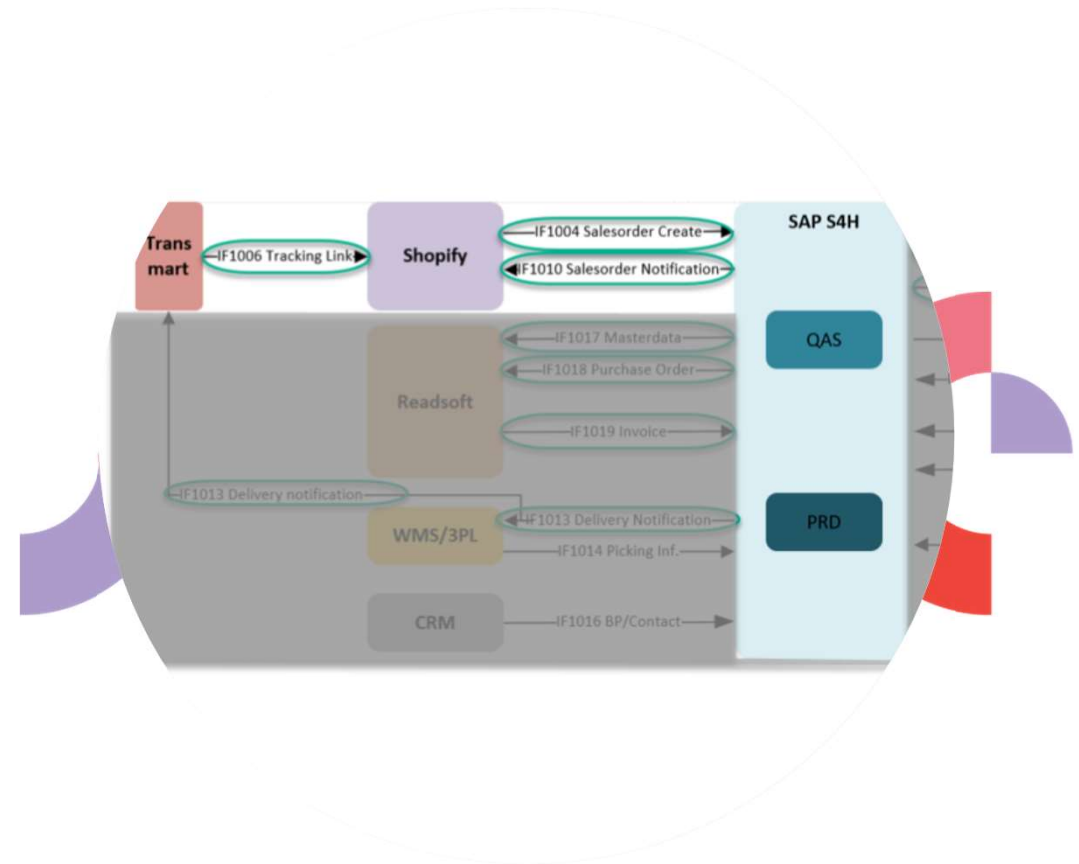 Trans
mart
IF1006 Tracking Link
Shopify
IF1004 Salesorder Create
IF1010 Salesorder Notification
SAP S4H
IF1017 Masterdata
IF1018 Purchase Order
Readsoft
IF1019 Invoice
QAS
IF1013 Delivery notification
IF1013 Delivery Notification
WMS/3PL
IF1014 Picking Inf.
PRD
CRM
IF1016 BP/Contact